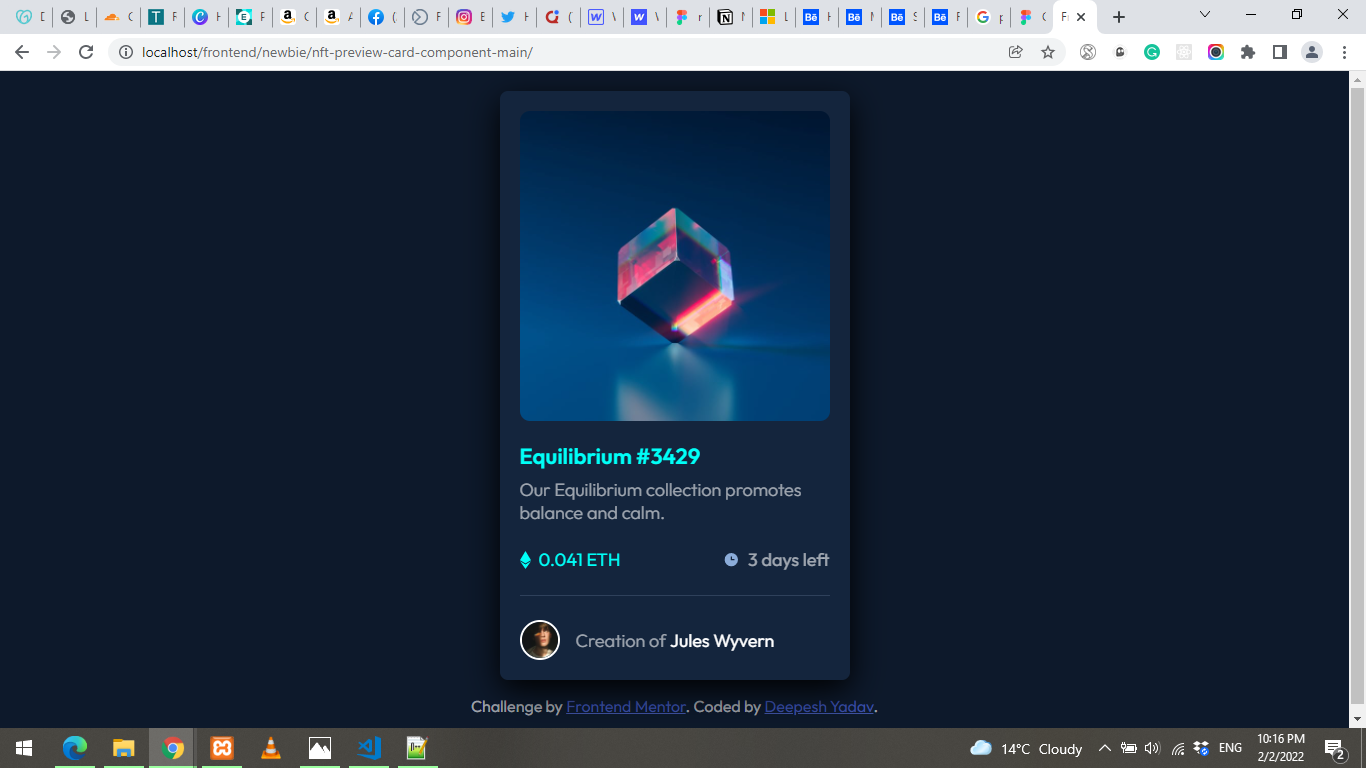 localhost/frontend/newbie/nft-preview-card-component-main/
Equilibrium #3429
Our Equilibrium collection promotes
balance and calm.
0.041 ETH
3 days left
Creation of Jules Wyvern
Challenge by Frontend Mentor. Coded by Deepesh Yadav.
14°C Cloudy
ENG
10:16 PM
2/2/2022
2